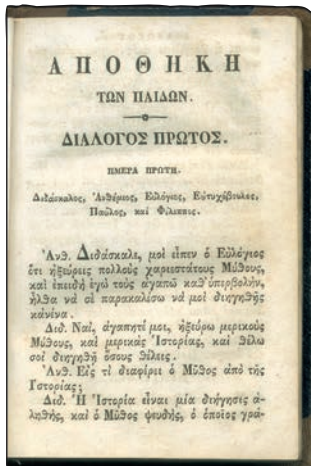 ΑΠΟΘΗΚΗ
ΤΩΝ ΠΑΙΔΩΝ.
ΔΙΑΛΟΓΟΣ ΠΡΩΤΟΣ.
ΗΜΕΡΑ ΠΡΩΤΗ.
Διδάσκαλος, Ἀνθέμιος, Εὐλόγιος, Εὐτυχόβουλος,
Παῦλος, καὶ Φίλιππος.
Ἀνθ. Διδάσκαλε, μοὶ εἶπεν ὁ Εὐλόγιος
ὅτι ἠξεύρεις πολλοὺς χαριεστάτους Μύθους,
καὶ ἐπειδὴ ἐγὼ τοὺς ἀγαπῶ καθ' ὑπερβολὴν,
ἦλθα νὰ σὲ παρακαλέσω νὰ μοὶ διηγηθῇς
κᾀνένα.
Διδ. Ναὶ, ἀγαπητέ μοι, ἠξεύρω μερικοὺς
Μύθους, καὶ μερικὰς Ἱστορίας, καὶ θέλω
σοὶ διηγηθῆ ὅσους θέλεις.
Ἀνθ. Εἰς τί διαφέρει ὁ Μῦθος ἀπὸ τῆς
Ἱστορίας;
Διδ. Ἡ Ἱστορία εἶναι μία διήγησις ἀ-
ληθὴς, καὶ ὁ Μῦθος ψευδὴς, ὁ ὁποῖος γρά-